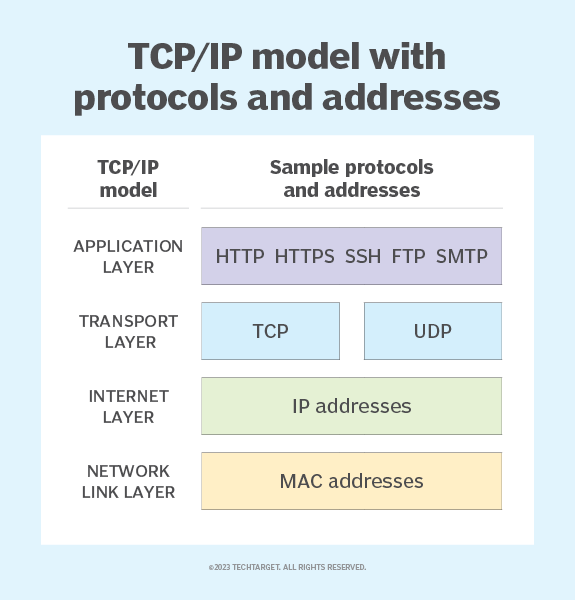 TCP/IP model with
protocols and addresses
TCP/IP
model
Sample protocols
and addresses
APPLICATION
LAYER
HTTP HTTPS SSH FTP SMTP
TRANSPORT
LAYER
TCP
UDP
INTERNET
LAYER
IP addresses
NETWORK
LINK LAYER
MAC addresses
©2023 TECHTARGET. ALL RIGHTS RESERVED.